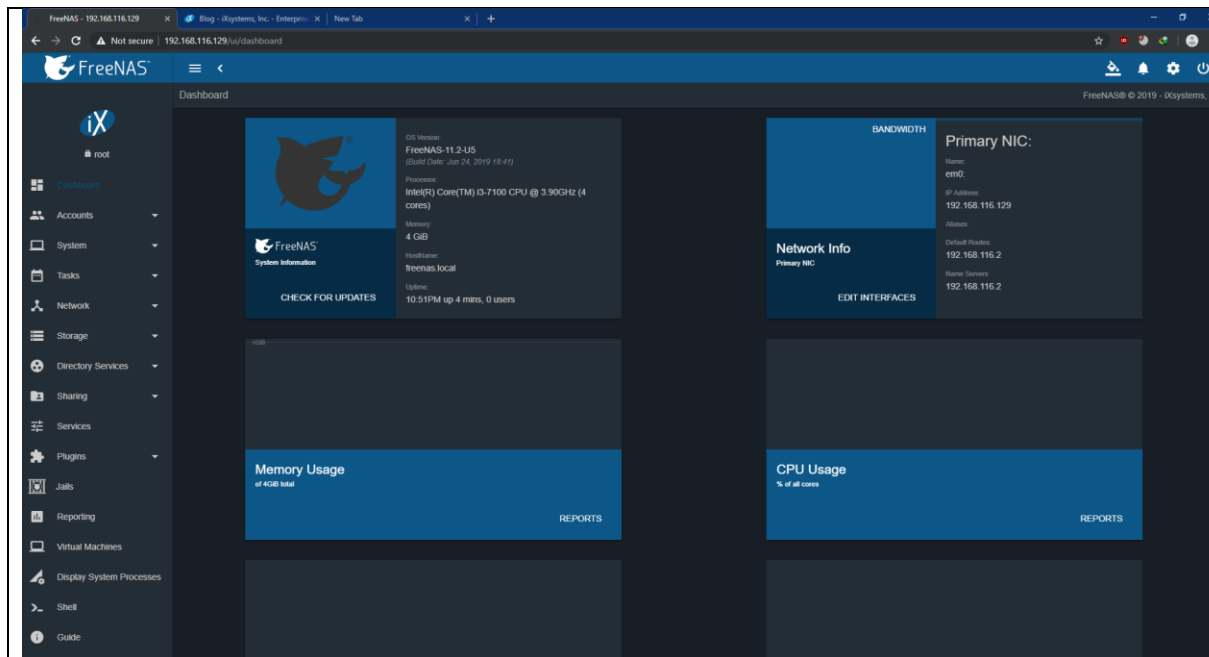 FreeNAS - 192.168.116.129
Blog - iXsystems, Inc. - Enterpris
New Tab
Not secure
192.168.116.129/ui/dashboard
FreeNAS
Dashboard
FreeNAS® © 2019 - iXsystems,
iX
root
Dashboard
Accounts
System
Tasks
Network
Storage
Directory Services
Sharing
Services
Plugins
Jails
Reporting
Virtual Machines
Display System Processes
Shell
Guide
OS Version:
FreeNAS-11.2-U5
(Build Date: Jun 24, 2019 18:41)
Processor:
Intel(R) Core(TM) i3-7100 CPU @ 3.90GHz (4
cores)
Memory:
4 GiB
HostName:
freenas.local
Uptime:
10:51PM up 4 mins, 0 users
FreeNAS
System Information
CHECK FOR UPDATES
BANDWIDTH
Network Info
Primary NIC
EDIT INTERFACES
Primary NIC:
Name:
em0:
IP Address:
192.168.116.129
Aliases:
Default Routes:
192.168.116.2
Name Servers:
192.168.116.2
Memory Usage
of 4GiB total
REPORTS
CPU Usage
% of all cores
REPORTS